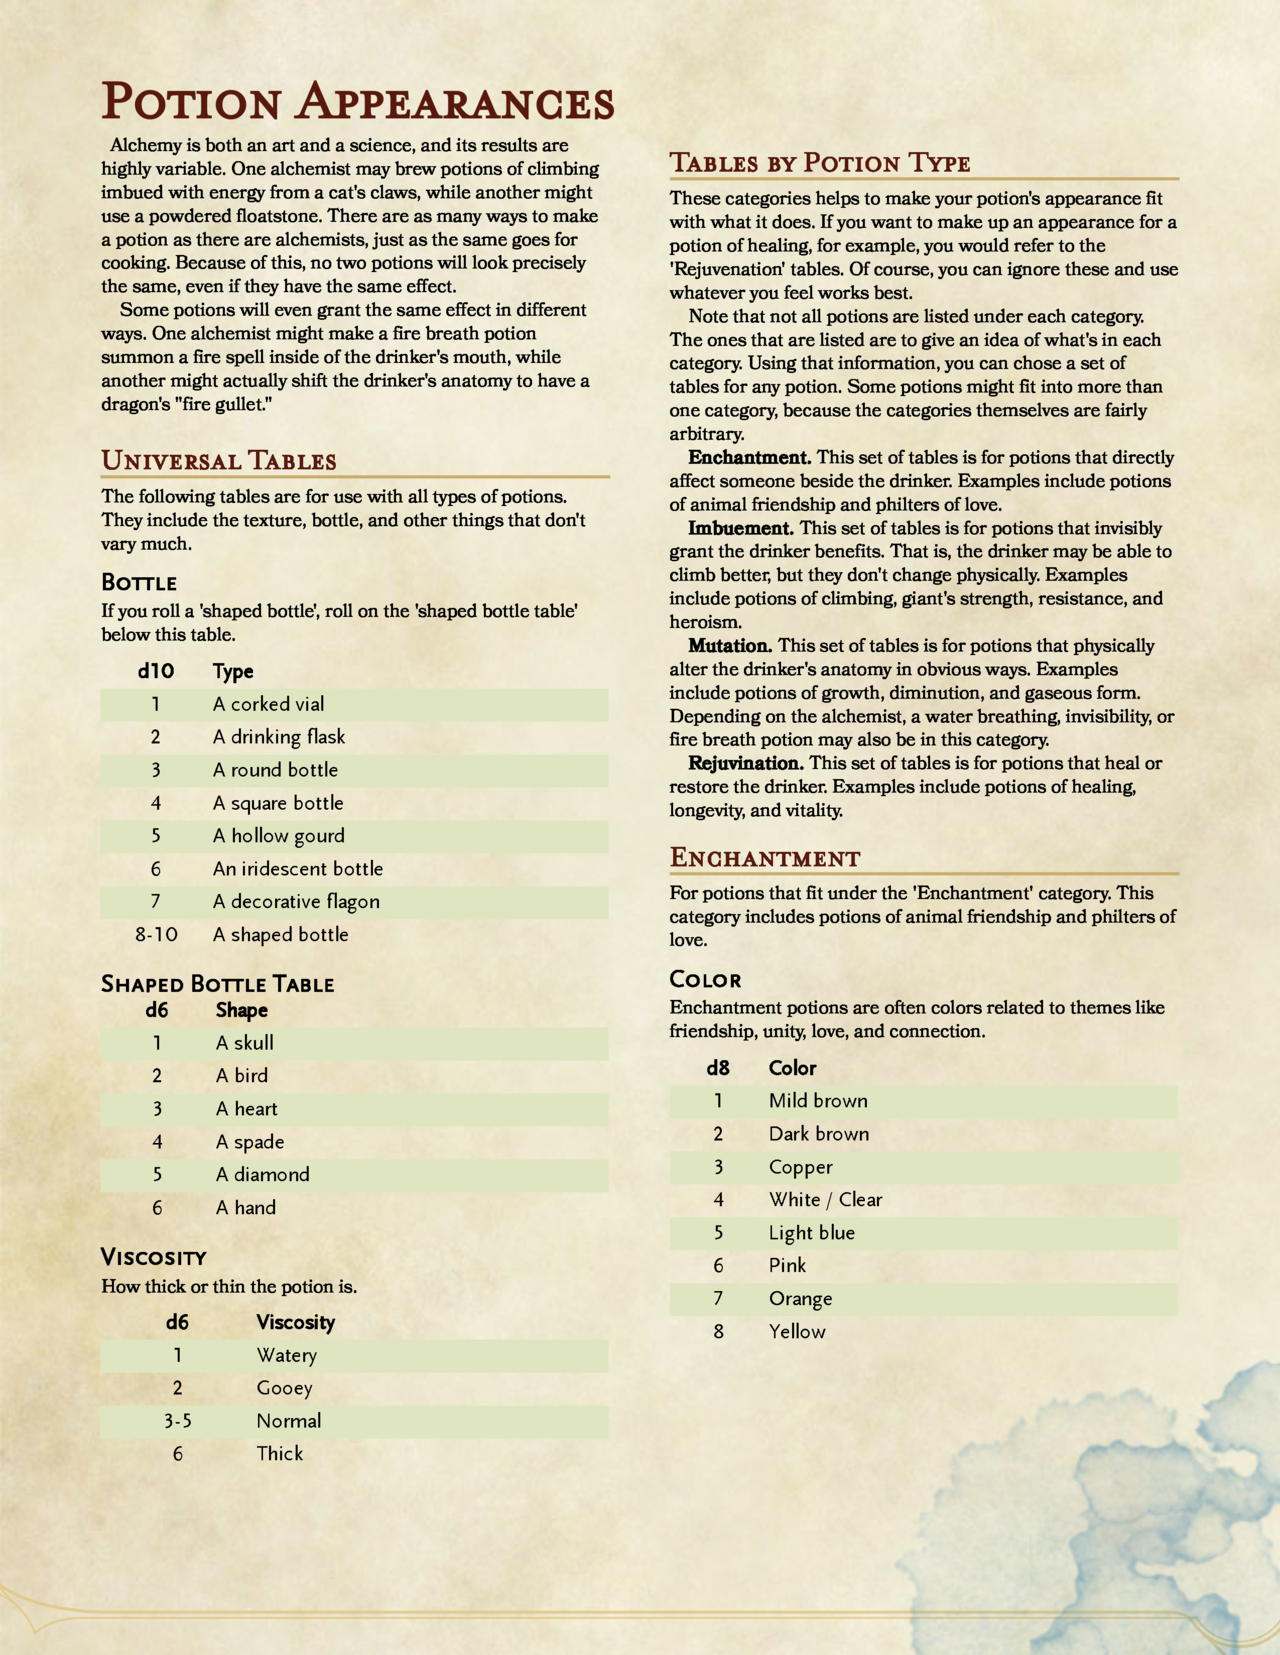 Potion Appearances
Alchemy is both an art and a science, and its results are
highly variable. One alchemist may brew potions of climbing
imbued with energy from a cat's claws, while another might
use a powdered floatstone. There are as many ways to make
a potion as there are alchemists, just as the same goes for
cooking. Because of this, no two potions will look precisely
the same, even if they have the same effect.
Some potions will even grant the same effect in different
ways. One alchemist might make a fire breath potion
summon a fire spell inside of the drinker's mouth, while
another might actually shift the drinker's anatomy to have a
dragon's "fire gullet."
Universal Tables
The following tables are for use with all types of potions.
They include the texture, bottle, and other things that don't
vary much.
Bottle
If you roll a 'shaped bottle', roll on the 'shaped bottle table'
below this table.
d10 Type
1 A corked vial
2 A drinking flask
3 A round bottle
4 A square bottle
5 A hollow gourd
6 An iridescent bottle
7 A decorative flagon
8-10 A shaped bottle
Shaped Bottle Table
d6 Shape
1 A skull
2 A bird
3 A heart
4 A spade
5 A diamond
6 A hand
Viscosity
How thick or thin the potion is.
d6 Viscosity
1 Watery
2 Gooey
3-5 Normal
6 Thick
Tables by Potion Type
These categories helps to make your potion's appearance fit
with what it does. If you want to make up an appearance for a
potion of healing, for example, you would refer to the
'Rejuvenation' tables. Of course, you can ignore these and use
whatever you feel works best.
Note that not all potions are listed under each category.
The ones that are listed are to give an idea of what's in each
category. Using that information, you can chose a set of
tables for any potion. Some potions might fit into more than
one category, because the categories themselves are fairly
arbitrary.
Enchantment. This set of tables is for potions that directly
affect someone beside the drinker. Examples include potions
of animal friendship and philters of love.
Imbuement. This set of tables is for potions that invisibly
grant the drinker benefits. That is, the drinker may be able to
climb better, but they don't change physically. Examples
include potions of climbing, giant's strength, resistance, and
heroism.
Mutation. This set of tables is for potions that physically
alter the drinker's anatomy in obvious ways. Examples
include potions of growth, diminution, and gaseous form.
Depending on the alchemist, a water breathing, invisibility, or
fire breath potion may also be in this category.
Rejuvination. This set of tables is for potions that heal or
restore the drinker. Examples include potions of healing,
longevity, and vitality.
Enchantment
For potions that fit under the 'Enchantment' category. This
category includes potions of animal friendship and philters of
love.
Color
Enchantment potions are often colors related to themes like
friendship, unity, love, and connection.
d8 Color
1 Mild brown
2 Dark brown
3 Copper
4 White / Clear
5 Light blue
6 Pink
7 Orange
8 Yellow